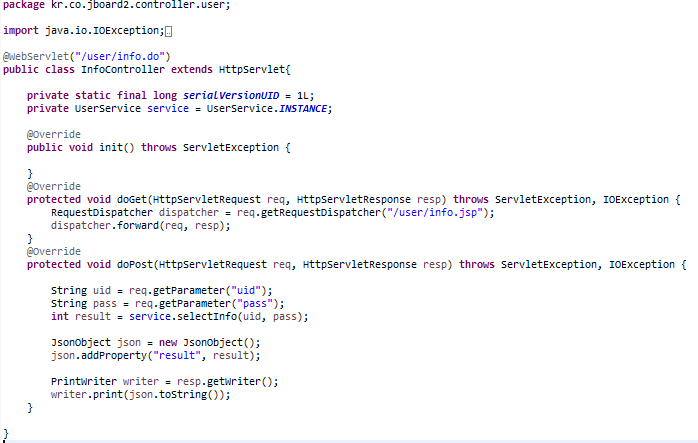 package kr.co.jboard2.controller.user;
import java.io.IOException;
@WebServlet("/user/info.do")
public class InfoController extends HttpServlet{
private static final long serialVersionUID = 1L;
private UserService service = UserService.INSTANCE;
@Override
public void init() throws ServletException {
}
@Override
protected void doGet(HttpServletRequest req, HttpServletResponse resp) throws ServletException, IOException {
RequestDispatcher dispatcher = req.getRequestDispatcher("/user/info.jsp");
dispatcher.forward(req, resp);
}
@Override
protected void doPost(HttpServletRequest req, HttpServletResponse resp) throws ServletException, IOException {
String uid = req.getParameter("uid");
String pass = req.getParameter("pass");
int result = service.selectInfo(uid, pass);
JsonObject json = new JsonObject();
json.addProperty("result", result);
PrintWriter writer = resp.getWriter();
writer.print(json.toString());
}
}